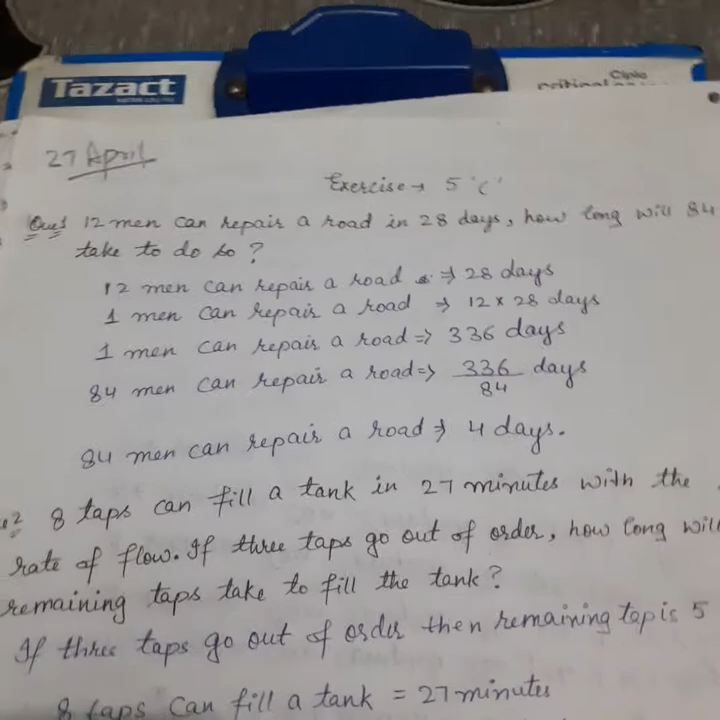 Tazact
Cipla
critical
27 April
Exercise → 5 'C'
Ques1 12 men can repair a road in 28 days, how long will 84
take to do so?
12 men can repair a road ⇒ 28 days
1 men can repair a road ⇒ 12 x 28 days
1 men can repair a road ⇒ 336 days
84 men can repair a road ⇒ 336/84 days
84 men can repair a road ⇒ 4 days.
8 taps can fill a tank in 27 minutes with the
rate of flow. If three taps go out of order, how long will
remaining taps take to fill the tank?
If three taps go out of order then remaining tap is 5
8 taps can fill a tank = 27 minutes